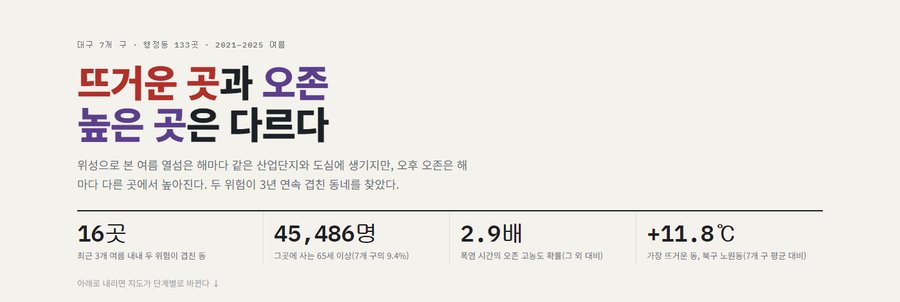 대구 7개 구 · 행정동 133곳 · 2021–2025 여름
뜨거운 곳과 오존
높은 곳은 다르다
위성으로 본 여름 열섬은 해마다 같은 산업단지와 도심에 생기지만, 오후 오존은 해
마다 다른 곳에서 높아진다. 두 위험이 3년 연속 겹친 동네를 찾았다.
16곳
최근 3개 여름 내내 두 위험이 겹친 동
45,486명
그곳에 사는 65세 이상(7개 구의 9.4%)
2.9배
폭염 시간의 오존 고농도 확률(그 외 대비)
+11.8℃
가장 뜨거운 동, 북구 노원동(7개 구 평균 대비)
아래로 내리면 지도가 단계별로 바뀐다 ↓